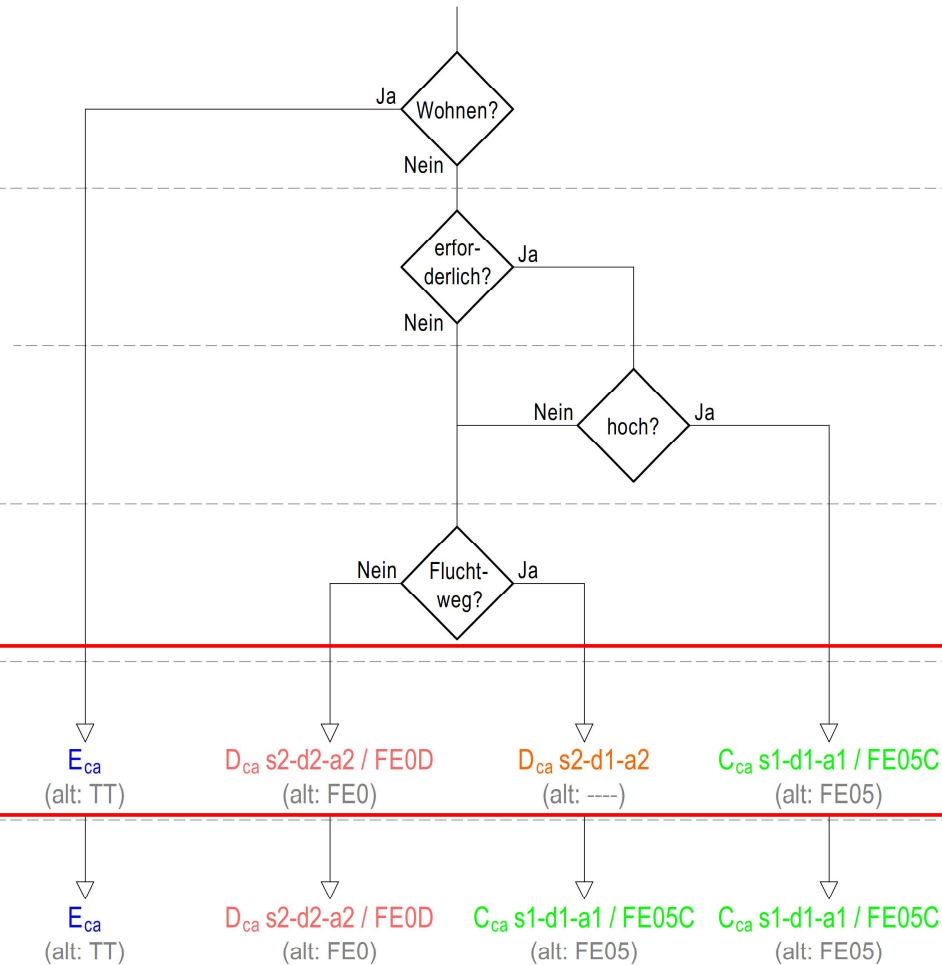 Ja
Wohnen?
Nein
erfor-
derlich?
Ja
Nein
Nein
hoch?
Ja
Nein
Flucht-
weg?
Ja
Eca
Dca s2-d2-a2 / FE0D
Dca s2-d1-a2
Cca s1-d1-a1 / FE05C
(alt: TT)
(alt: FE0)
(alt: ----)
(alt: FE05)
Eca
Dca s2-d2-a2 / FE0D
Cca s1-d1-a1 / FE05C
Cca s1-d1-a1 / FE05C
(alt: TT)
(alt: FE0)
(alt: FE05)
(alt: FE05)